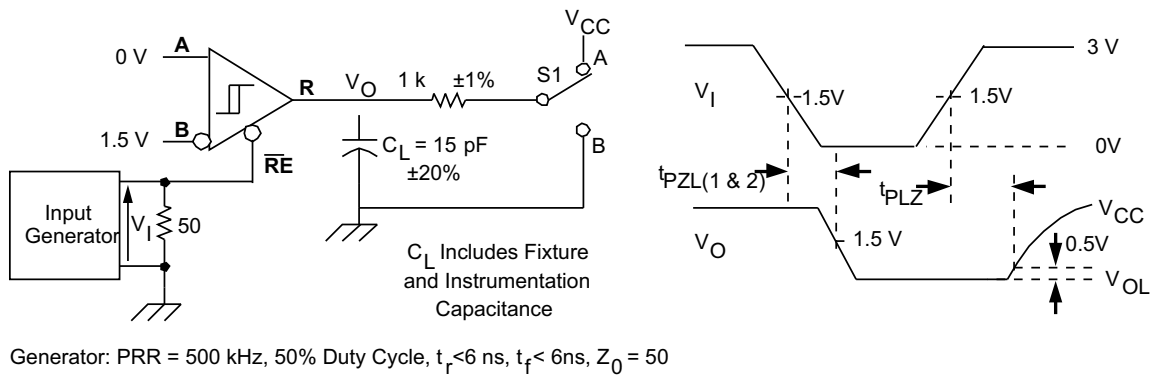 V_CC
0 V A
R
V_O
1 k ±1%
S1
A
1.5 V B
RE
C_L = 15 pF
±20%
B
Input
Generator
V_I
50
C_L Includes Fixture
and Instrumentation
Capacitance
3 V
V_I
1.5V
1.5V
0V
t_PZL(1 & 2)
t_PLZ
V_CC
V_O
1.5 V
0.5V
V_OL
Generator: PRR = 500 kHz, 50% Duty Cycle, t_r<6 ns, t_f< 6ns, Z_0 = 50